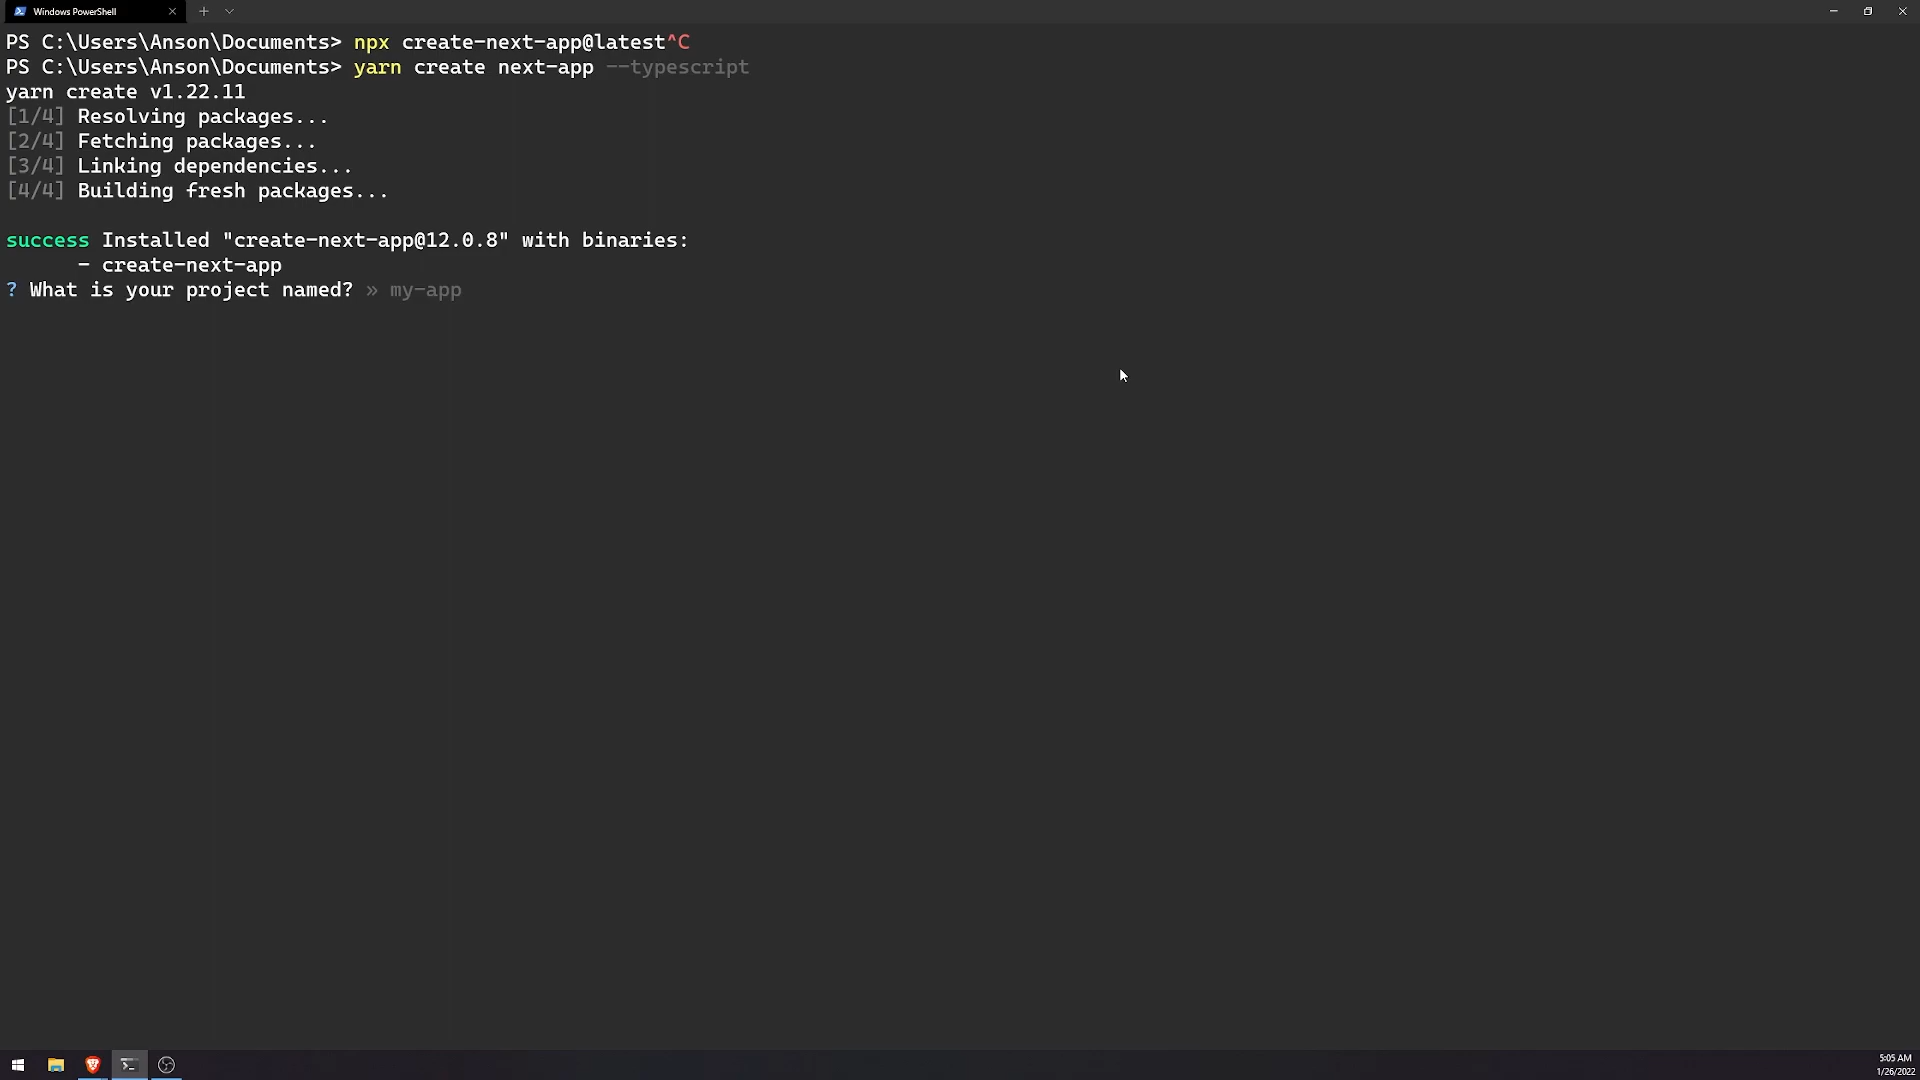 Windows PowerShell
PS C:\Users\Anson\Documents> npx create-next-app@latest^C
PS C:\Users\Anson\Documents> yarn create next-app --typescript
yarn create v1.22.11
[1/4] Resolving packages...
[2/4] Fetching packages...
[3/4] Linking dependencies...
[4/4] Building fresh packages...
success Installed "create-next-app@12.0.8" with binaries:
- create-next-app
? What is your project named? » my-app
5:05 AM
1/26/2022